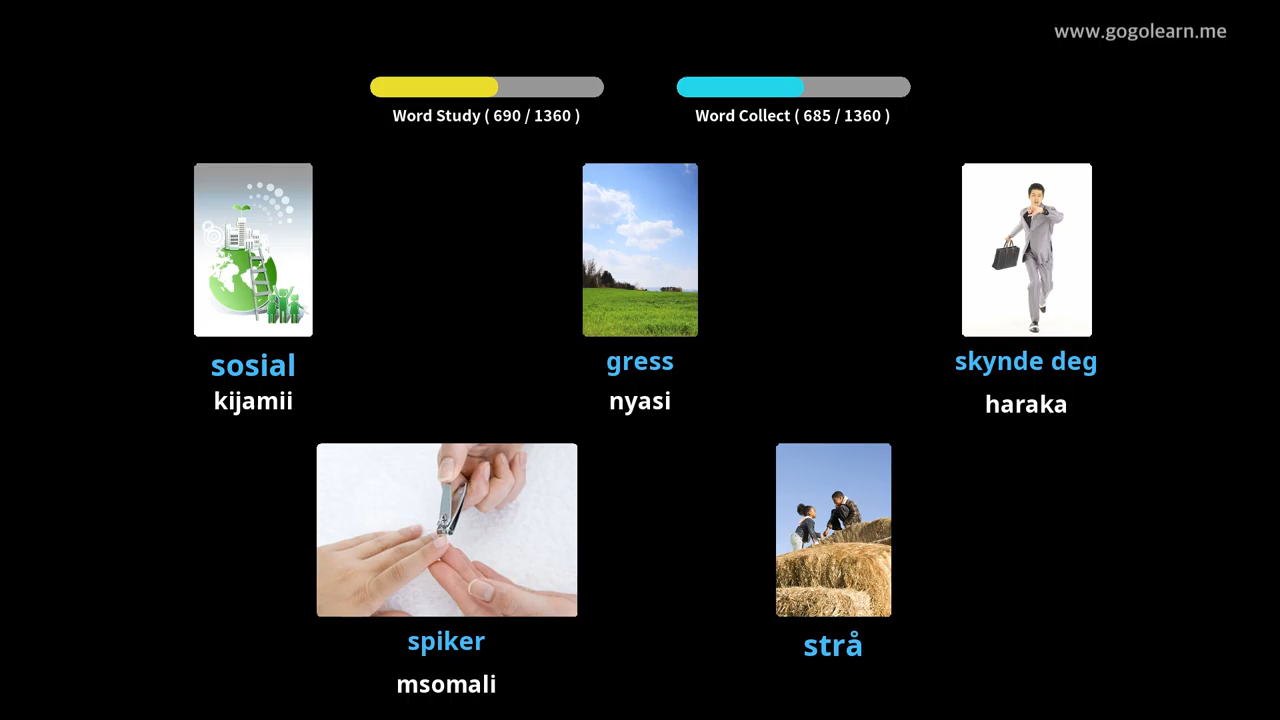 www.gogolearn.me
Word Study ( 690 / 1360 )
Word Collect ( 685 / 1360 )
sosial
kijamii
gress
nyasi
skynde deg
haraka
spiker
msomali
strå